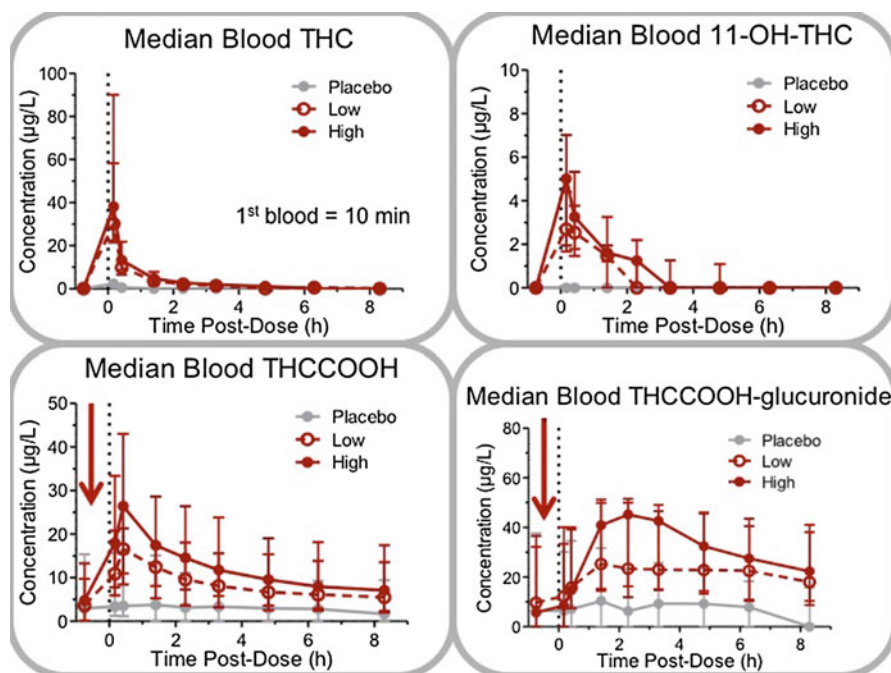 Median Blood THC
Concentration (µg/L)
100
80
60
40
20
0
Placebo
Low
High
1st blood = 10 min
0 2 4 6 8
Time Post-Dose (h)
Median Blood 11-OH-THC
Concentration (µg/L)
10
8
6
4
2
0
Placebo
Low
High
0 2 4 6 8
Time Post-Dose (h)
Median Blood THCCOOH
Concentration (µg/L)
50
40
30
20
10
0
Placebo
Low
High
0 2 4 6 8
Time Post-Dose (h)
Median Blood THCCOOH-glucuronide
Concentration (µg/L)
80
60
40
20
0
Placebo
Low
High
0 2 4 6 8
Time Post-Dose (h)